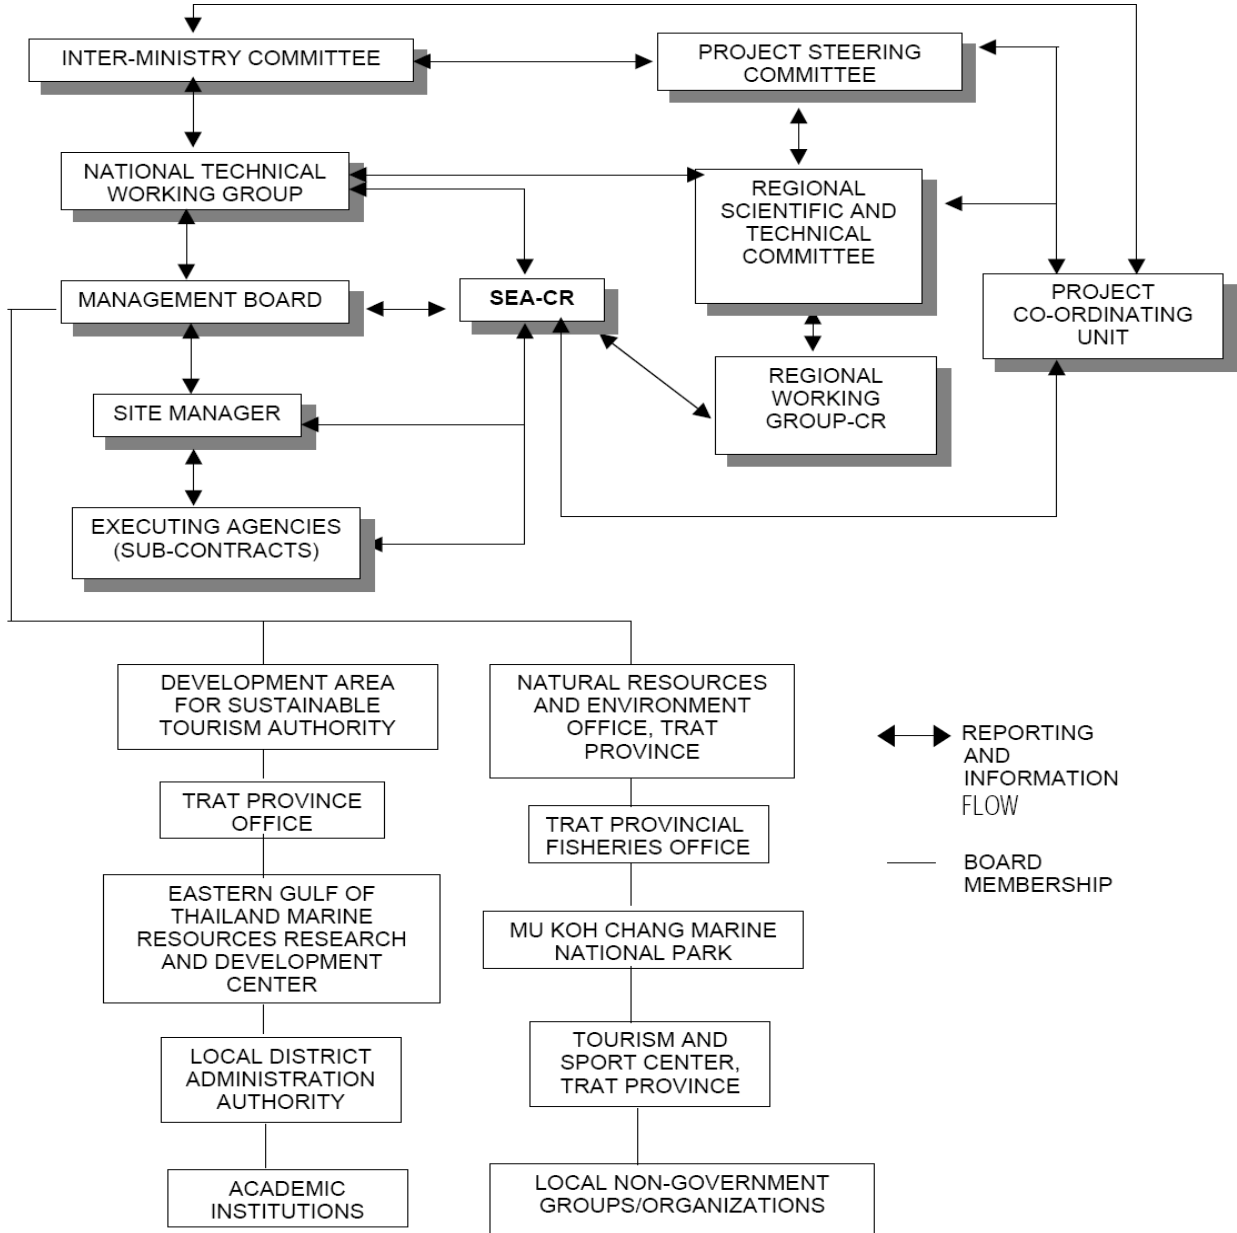 INTER-MINISTRY COMMITTEE
PROJECT STEERING
COMMITTEE
NATIONAL TECHNICAL
WORKING GROUP
REGIONAL
SCIENTIFIC AND
TECHNICAL
COMMITTEE
MANAGEMENT BOARD
SEA-CR
PROJECT
CO-ORDINATING
UNIT
SITE MANAGER
REGIONAL
WORKING
GROUP-CR
EXECUTING AGENCIES
(SUB-CONTRACTS)
DEVELOPMENT AREA
FOR SUSTAINABLE
TOURISM AUTHORITY
TRAT PROVINCE
OFFICE
EASTERN GULF OF
THAILAND MARINE
RESOURCES RESEARCH
AND DEVELOPMENT
CENTER
LOCAL DISTRICT
ADMINISTRATION
AUTHORITY
ACADEMIC
INSTITUTIONS
NATURAL RESOURCES
AND ENVIRONMENT
OFFICE, TRAT
PROVINCE
TRAT PROVINCIAL
FISHERIES OFFICE
MU KOH CHANG MARINE
NATIONAL PARK
TOURISM AND
SPORT CENTER,
TRAT PROVINCE
LOCAL NON-GOVERNMENT
GROUPS/ORGANIZATIONS
REPORTING
AND
INFORMATION
FLOW
BOARD
MEMBERSHIP